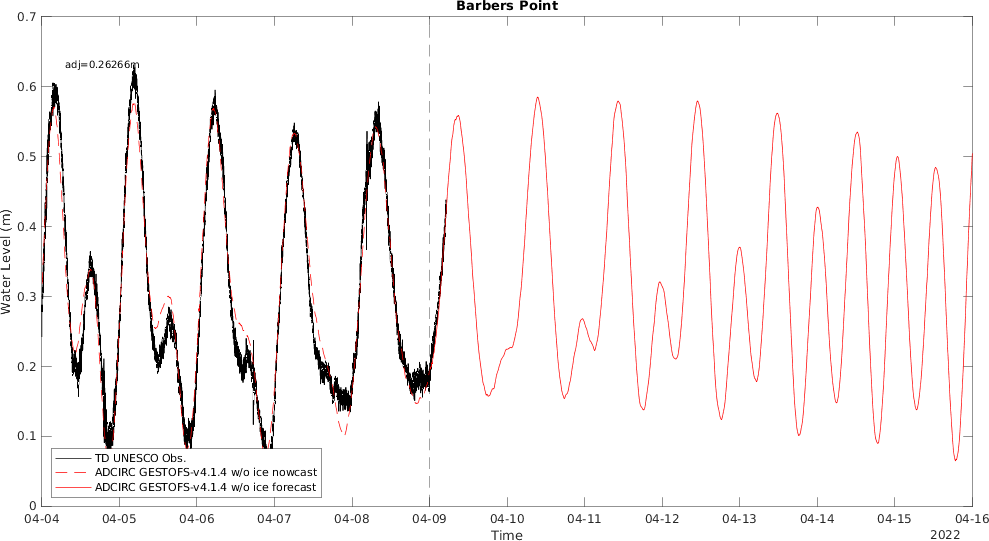 Barbers Point
adj=0.26266m
Water Level (m)
0.7
0.6
0.5
0.4
0.3
0.2
0.1
0
TD UNESCO Obs.
ADCIRC GESTOFS-v4.1.4 w/o ice nowcast
ADCIRC GESTOFS-v4.1.4 w/o ice forecast
04-04 04-05 04-06 04-07 04-08 04-09 04-10 04-11 04-12 04-13 04-14 04-15 04-16
Time
2022